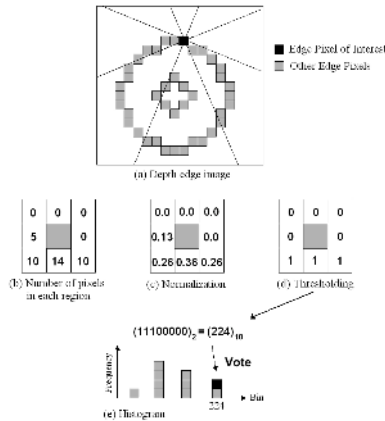 Edge Pixel of Interest
Other Edge Pixels
(a) Depth edge image
0 0 0
5 0
10 14 10
(b) Number of pixels in each region
0.0 0.0 0.0
0.13 0.0
0.26 0.36 0.26
(c) Normalization
0 0 0
0 0
1 1 1
(d) Thresholding
(11100000)2 = (224)10
Vote
Frequency
Bin
(e) Histogram